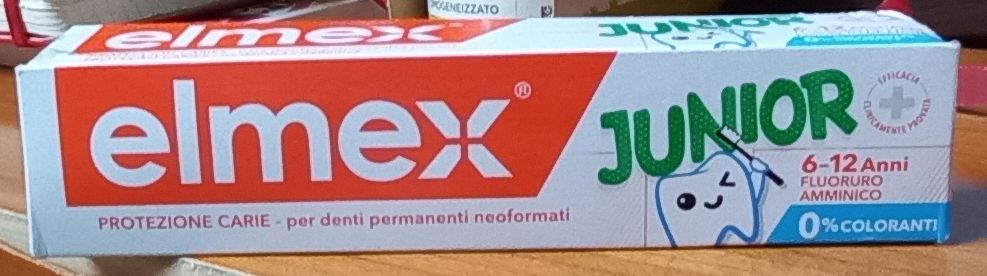 OMOGENEIZZATO
elmex
JUNIOR
elmex®
JUNIOR
EFFICACIA
CLINICAMENTE PROVATA
6-12 Anni
FLUORURO
AMMINICO
0% COLORANTI
PROTEZIONE CARIE - per denti permanenti neoformati